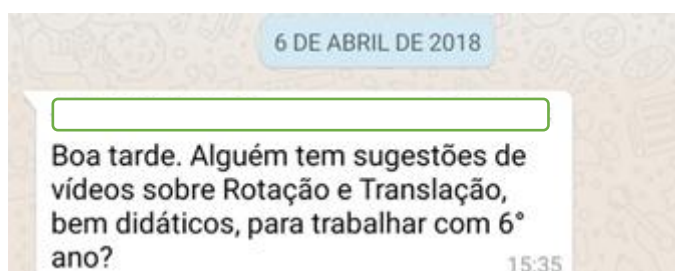 6 DE ABRIL DE 2018
Boa tarde. Alguém tem sugestões de
vídeos sobre Rotação e Translação,
bem didáticos, para trabalhar com 6°
ano?
15:35